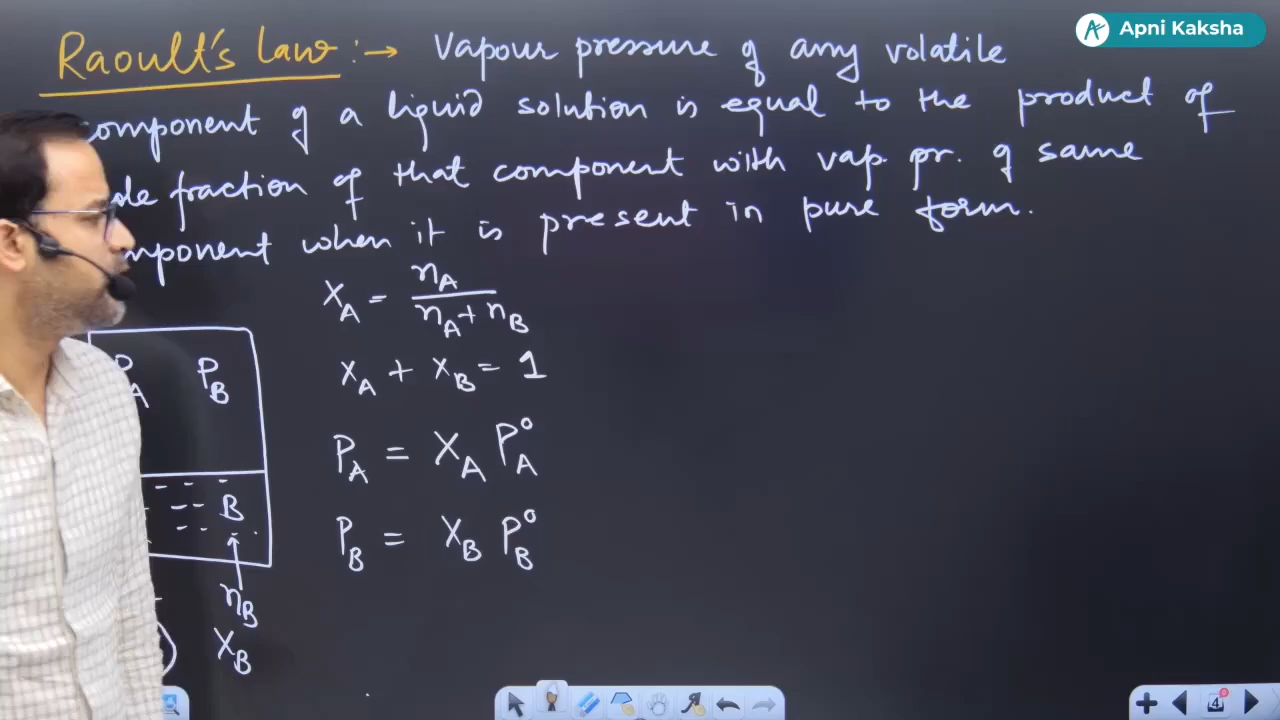 Apni Kaksha
Raoult's Law :→ Vapour pressure of any volatile
component of a liquid solution is equal to the product of
fraction of that component with vap. pr. of same
when it is present in pure form.
X_A = n_A / (n_A + n_B)
X_A + X_B = 1
P_A = X_A P°_A
P_B = X_B P°_B
P_A P_B
B
n_B
X_B
4